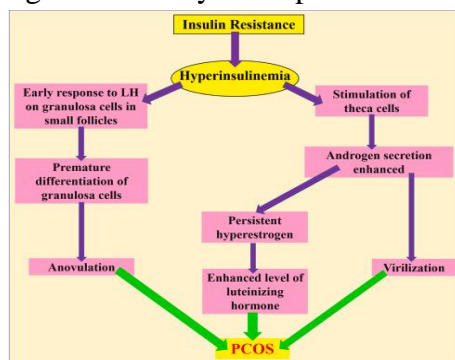 Insulin Resistance
Hyperinsulinemia
Early response to LH
on granulosa cells in
small follicles
Stimulation of
theca cells
Premature
differentiation of
granulosa cells
Androgen secretion
enhanced
Persistent
hyperestrogen
Anovulation
Enhanced level of
luteinizing
hormone
Virilization
PCOS